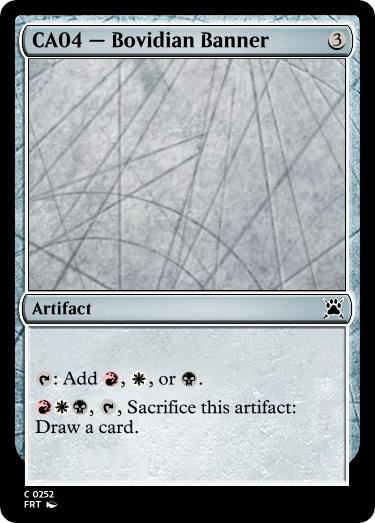 CA04 — Bovidian Banner 3
Artifact
: Add , , or .
, , Sacrifice this artifact:
Draw a card.
C 0252
FRT